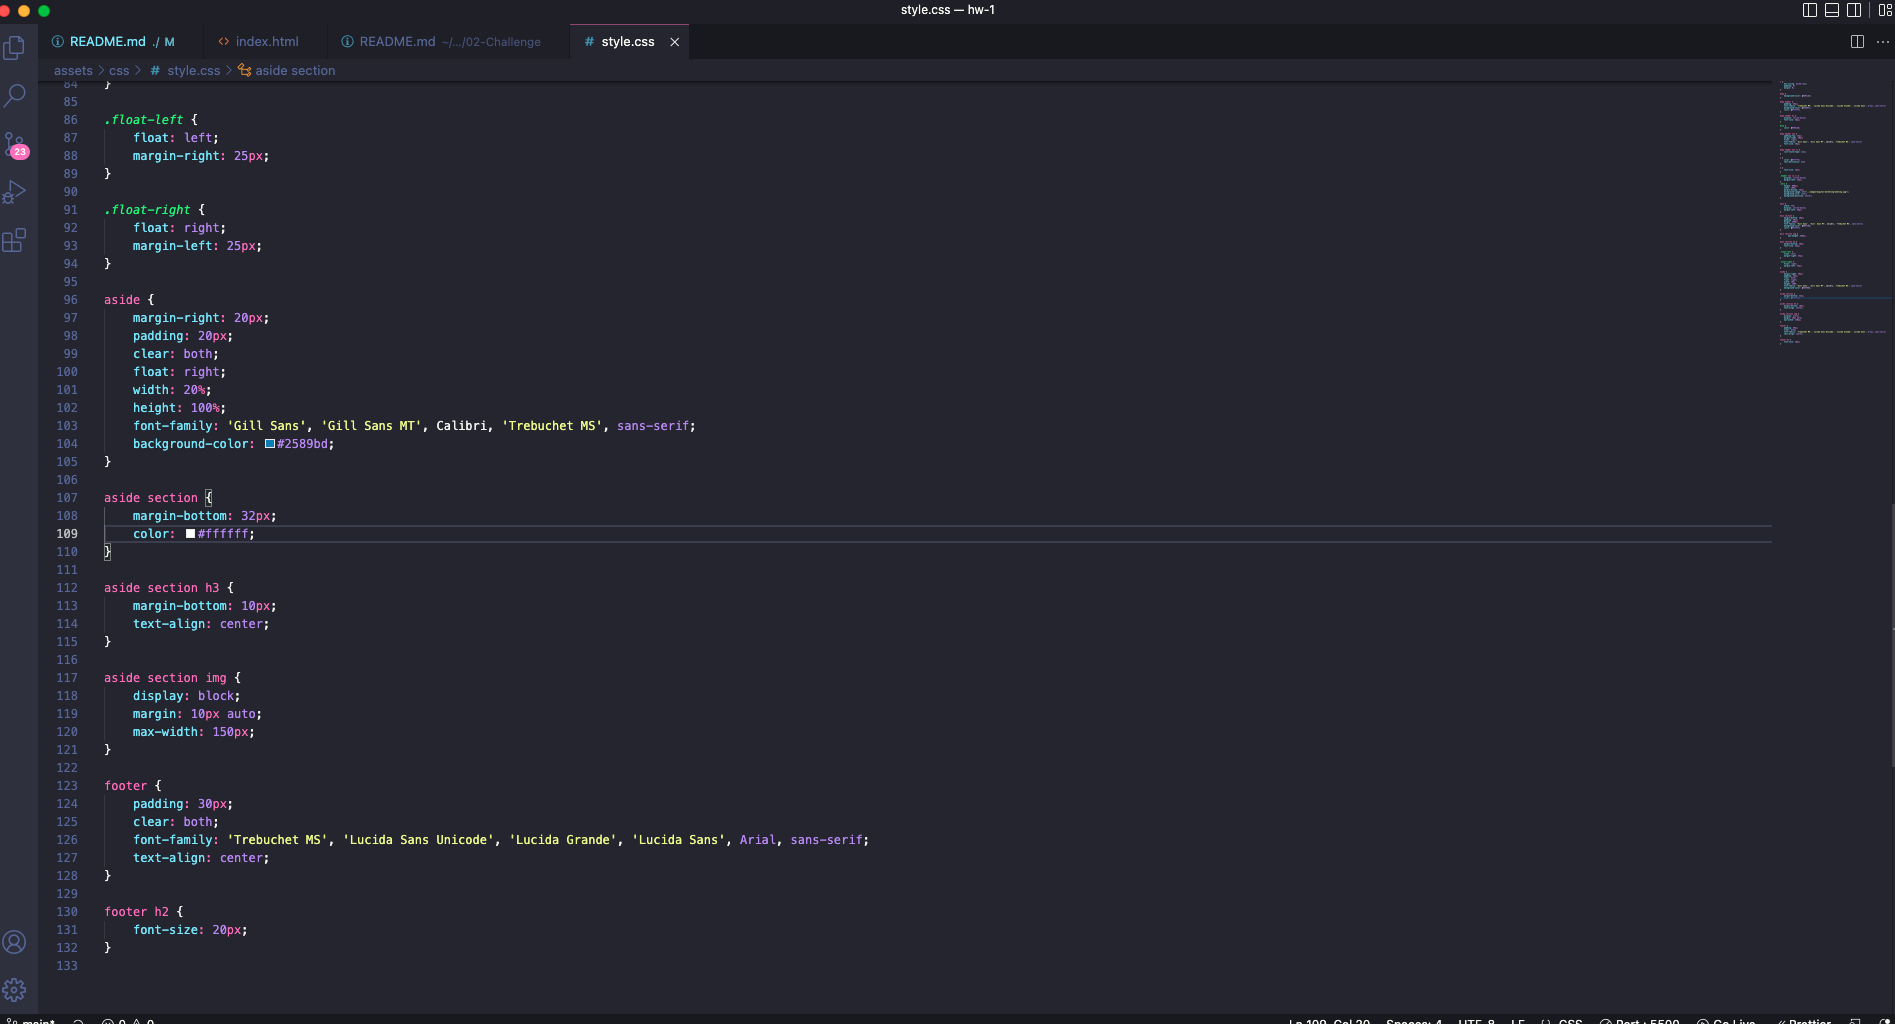 style.css — hw-1
README.md ./ M
index.html
README.md ~/.../02-Challenge
# style.css
assets > css > # style.css > aside section
84 }
85
86 .float-left {
87 float: left;
88 margin-right: 25px;
89 }
90
91 .float-right {
92 float: right;
93 margin-left: 25px;
94 }
95
96 aside {
97 margin-right: 20px;
98 padding: 20px;
99 clear: both;
100 float: right;
101 width: 20%;
102 height: 100%;
103 font-family: 'Gill Sans', 'Gill Sans MT', Calibri, 'Trebuchet MS', sans-serif;
104 background-color: #2589bd;
105 }
106
107 aside section {
108 margin-bottom: 32px;
109 color: #ffffff;
110 }
111
112 aside section h3 {
113 margin-bottom: 10px;
114 text-align: center;
115 }
116
117 aside section img {
118 display: block;
119 margin: 10px auto;
120 max-width: 150px;
121 }
122
123 footer {
124 padding: 30px;
125 clear: both;
126 font-family: 'Trebuchet MS', 'Lucida Sans Unicode', 'Lucida Grande', 'Lucida Sans', Arial, sans-serif;
127 text-align: center;
128 }
129
130 footer h2 {
131 font-size: 20px;
132 }
133
23
main* 0 0 Ln 109, Col 20 Spaces: 4 UTF-8 LF {} CSS Port : 5500 Go Live Prettier